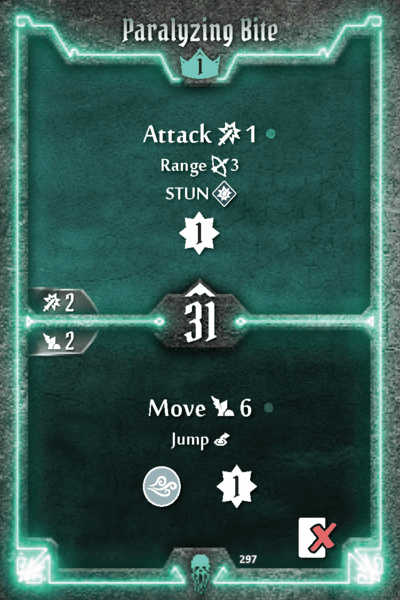 Paralyzing Bite
1
Attack 1
Range 3
STUN
1
2
31
2
Move 6
Jump
1
297